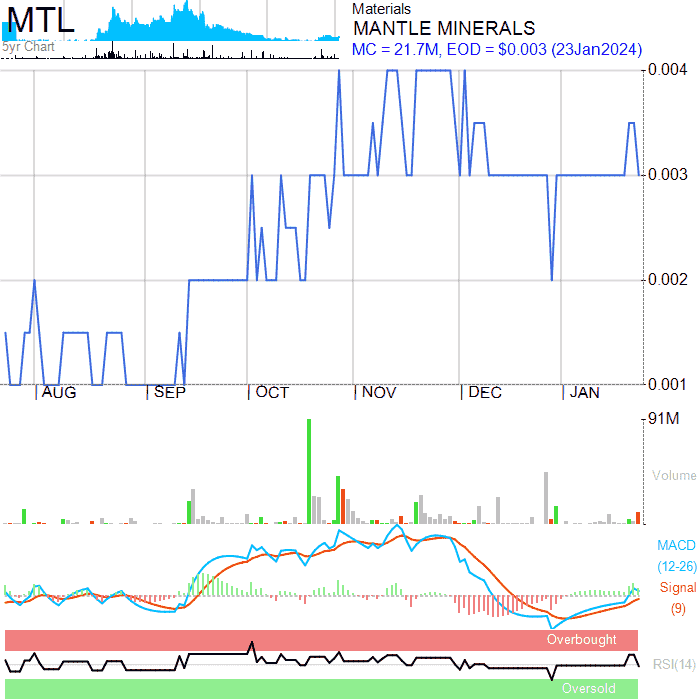 MTL
5yr Chart
Materials
MANTLE MINERALS
MC = 21.7M, EOD = $0.003 (23Jan2024)
0.004
0.003
0.002
0.001
AUG SEP OCT NOV DEC JAN
91M
Volume
MACD
(12-26)
Signal
(9)
Overbought
RSI(14)
Oversold